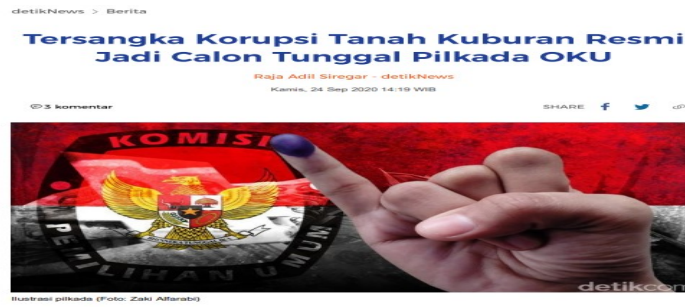 detikNews > Berita
Tersangka Korupsi Tanah Kuburan Resmi
Jadi Calon Tunggal Pilkada OKU
Raja Adil Siregar - detikNews
Kamis, 24 Sep 2020 14:19 WIB
3 komentar
SHARE
KOMISI
PEMILIHAN UMUM
detikcom
Ilustrasi pilkada (Foto: Zaki Alfarabi)